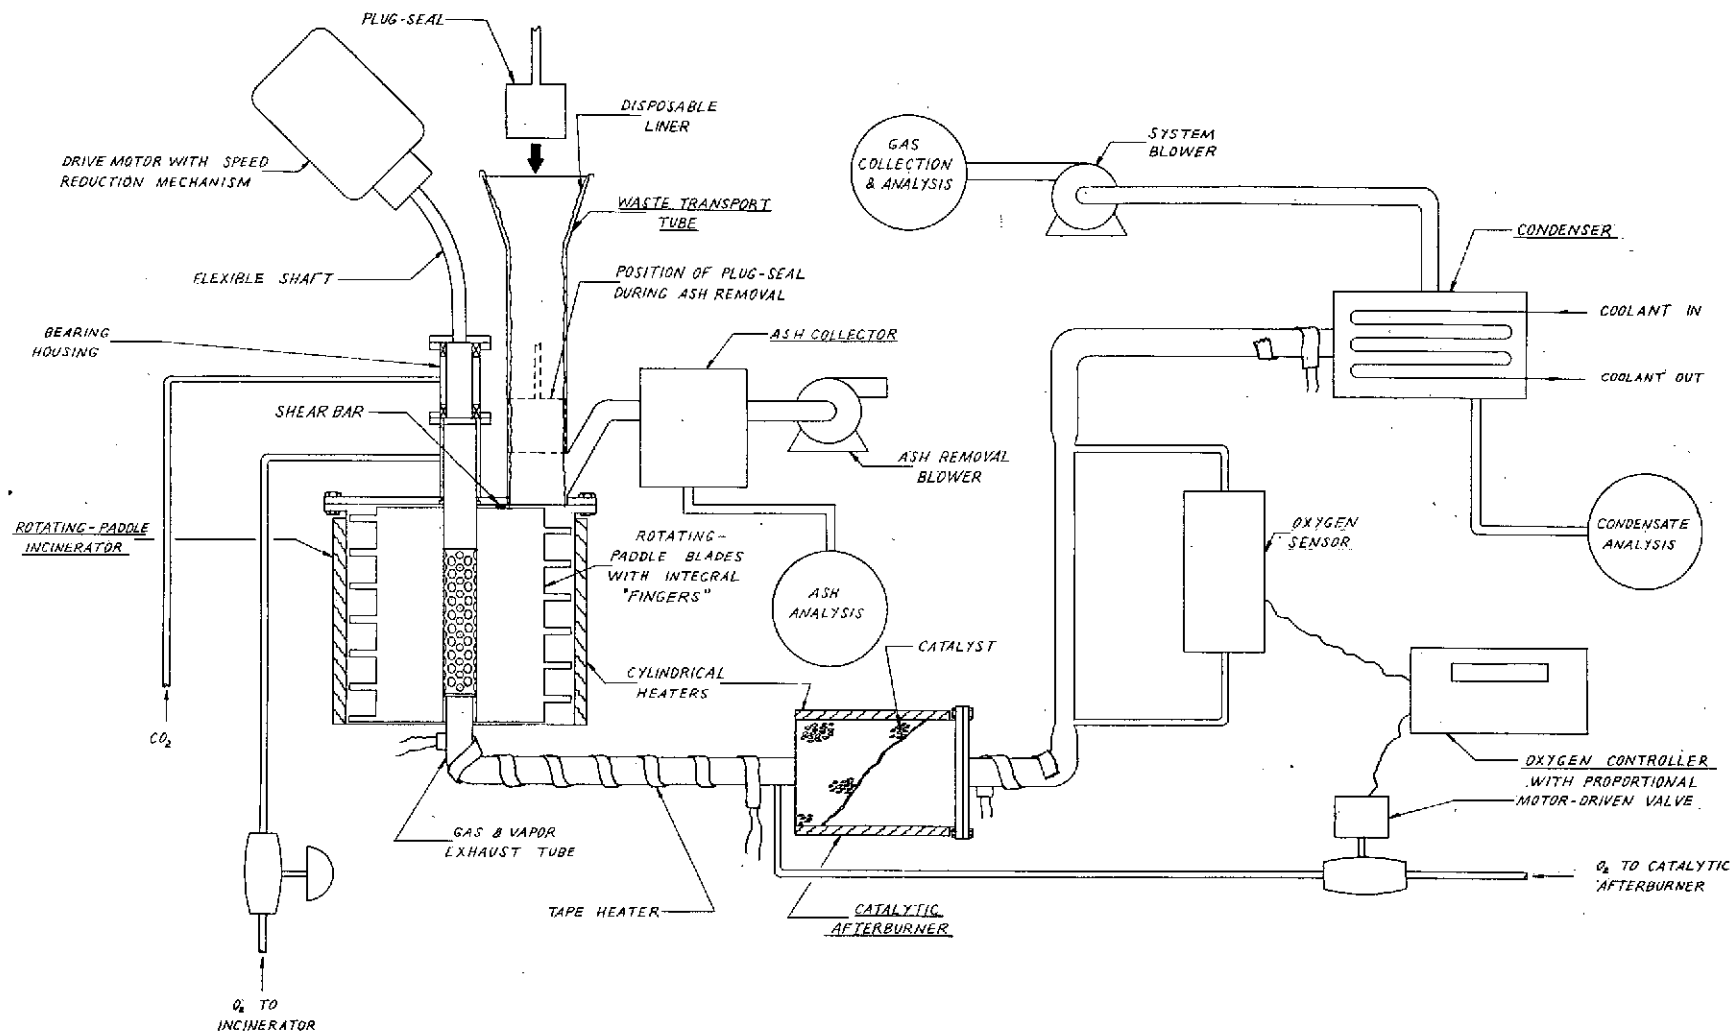 PLUG-SEAL
DISPOSABLE
LINER
DRIVE MOTOR WITH SPEED
REDUCTION MECHANISM
WASTE TRANSPORT
TUBE
FLEXIBLE SHAFT
POSITION OF PLUG-SEAL
DURING ASH REMOVAL
BEARING
HOUSING
SHEAR BAR
ASH COLLECTOR
ASH REMOVAL
BLOWER
GAS
COLLECTION
& ANALYSIS
SYSTEM
BLOWER
CONDENSER
COOLANT IN
COOLANT OUT
ROTATING-PADDLE
INCINERATOR
ROTATING-
PADDLE BLADES
WITH INTEGRAL
"FINGERS"
ASH
ANALYSIS
OXYGEN
SENSOR
CONDENSATE
ANALYSIS
CATALYST
CYLINDRICAL
HEATERS
CO2
OXYGEN CONTROLLER
WITH PROPORTIONAL
MOTOR-DRIVEN VALVE
GAS & VAPOR
EXHAUST TUBE
TAPE HEATER
CATALYTIC
AFTERBURNER
O2 TO CATALYTIC
AFTERBURNER
O2 TO
INCINERATOR